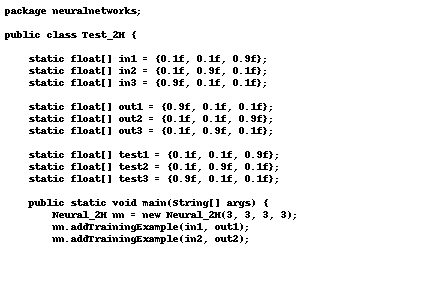 package neuralnetworks;
public class Test_2H {
static float[] in1 = {0.1f, 0.1f, 0.9f};
static float[] in2 = {0.1f, 0.9f, 0.1f};
static float[] in3 = {0.9f, 0.1f, 0.1f};
static float[] out1 = {0.9f, 0.1f, 0.1f};
static float[] out2 = {0.1f, 0.1f, 0.9f};
static float[] out3 = {0.1f, 0.9f, 0.1f};
static float[] test1 = {0.1f, 0.1f, 0.9f};
static float[] test2 = {0.1f, 0.9f, 0.1f};
static float[] test3 = {0.9f, 0.1f, 0.1f};
public static void main(String[] args) {
Neural_2H nn = new Neural_2H(3, 3, 3, 3);
nn.addTrainingExample(in1, out1);
nn.addTrainingExample(in2, out2);